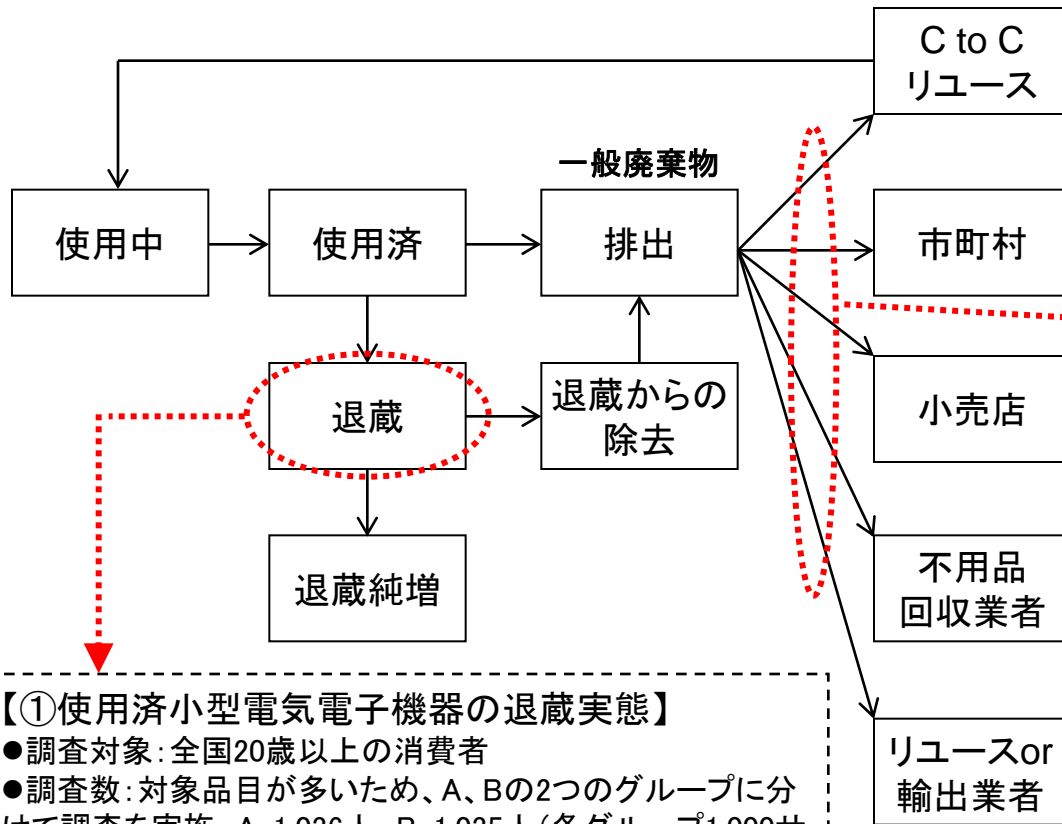 C to C
リユース
一般廃棄物
使用中
使用済
排出
市町村
退蔵
退蔵からの
除去
小売店
退蔵純増
不用品
回収業者
【①使用済小型電気電子機器の退蔵実態】
●調査対象：全国20歳以上の消費者
●調査数：対象品目が多いため、A、Bの2つのグループに分
リユースor
輸出業者